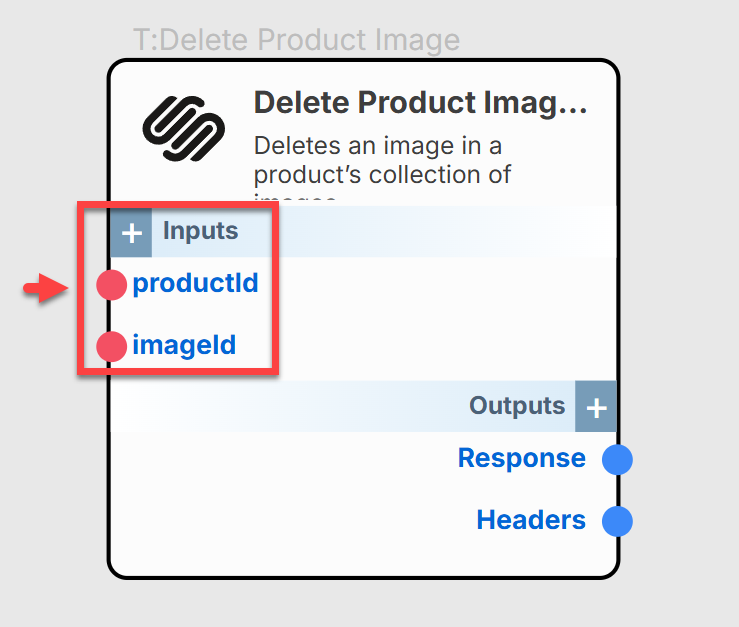 T:Delete Product Image
Delete Product Imag...
Deletes an image in a
product’s collection of
+ Inputs
productId
imageId
Outputs +
Response
Headers